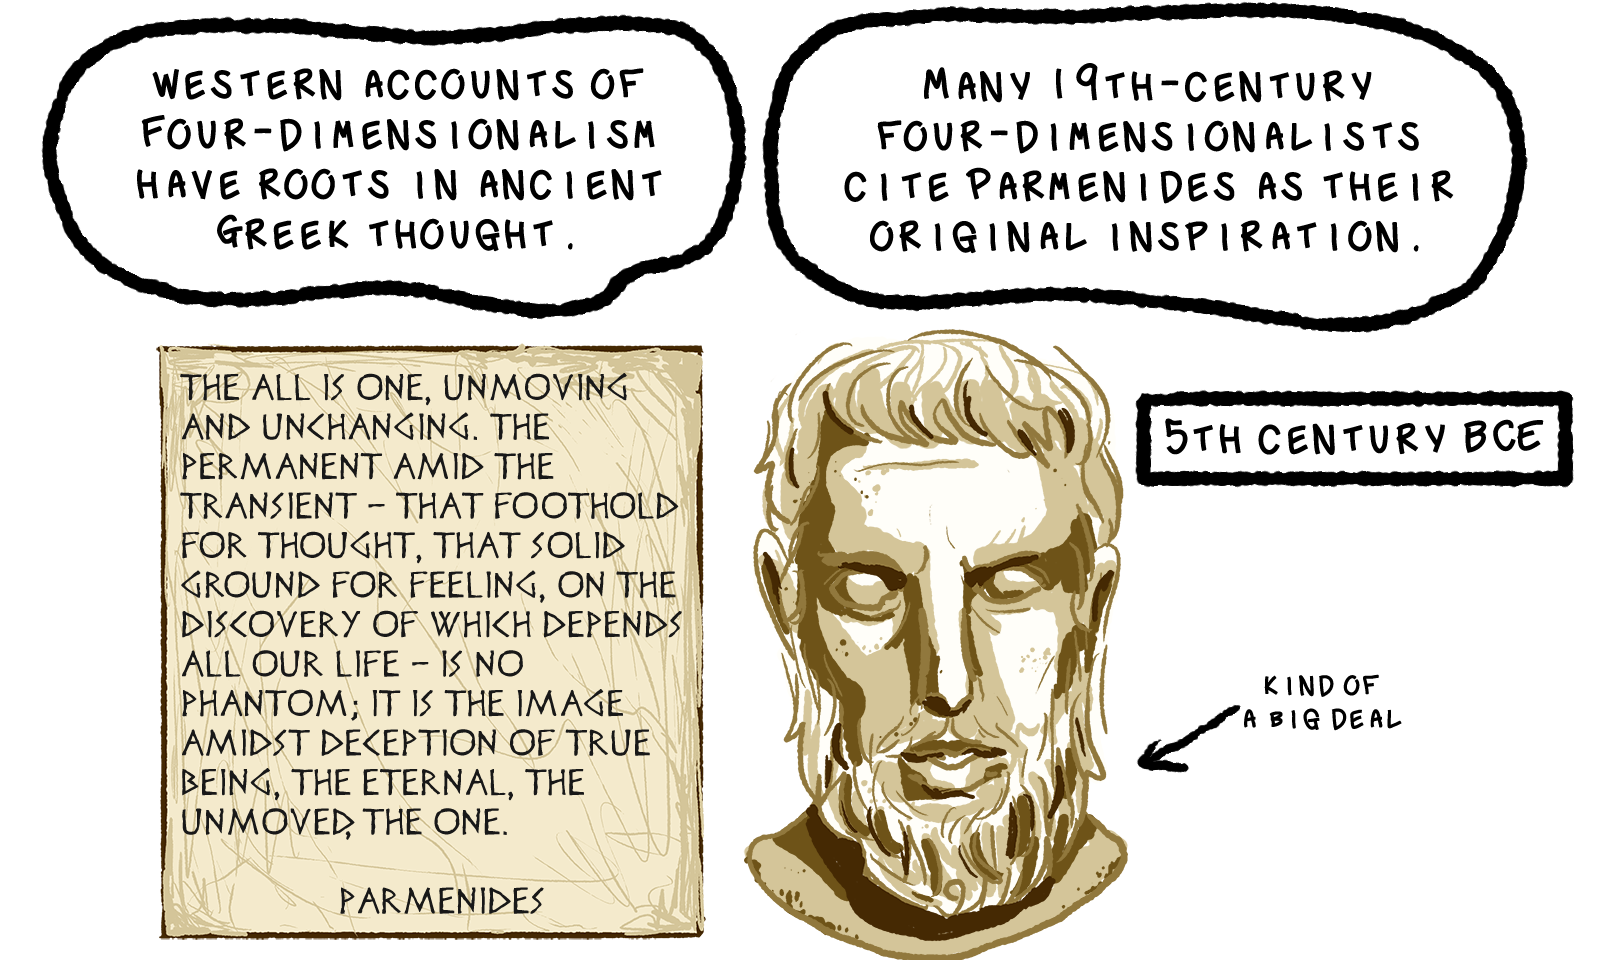 WESTERN ACCOUNTS OF
FOUR-DIMENSIONALISM
HAVE ROOTS IN ANCIENT
GREEK THOUGHT.
MANY 19TH-CENTURY
FOUR-DIMENSIONALISTS
CITE PARMENIDES AS THEIR
ORIGINAL INSPIRATION.
THE ALL IS ONE, UNMOVING
AND UNCHANGING. THE
PERMANENT AMID THE
TRANSIENT – THAT FOOTHOLD
FOR THOUGHT, THAT SOLID
GROUND FOR FEELING, ON THE
DISCOVERY OF WHICH DEPENDS
ALL OUR LIFE – IS NO
PHANTOM; IT IS THE IMAGE
AMIDST DECEPTION OF TRUE
BEING, THE ETERNAL, THE
UNMOVED, THE ONE.
PARMENIDES
5TH CENTURY BCE
KIND OF
A BIG DEAL